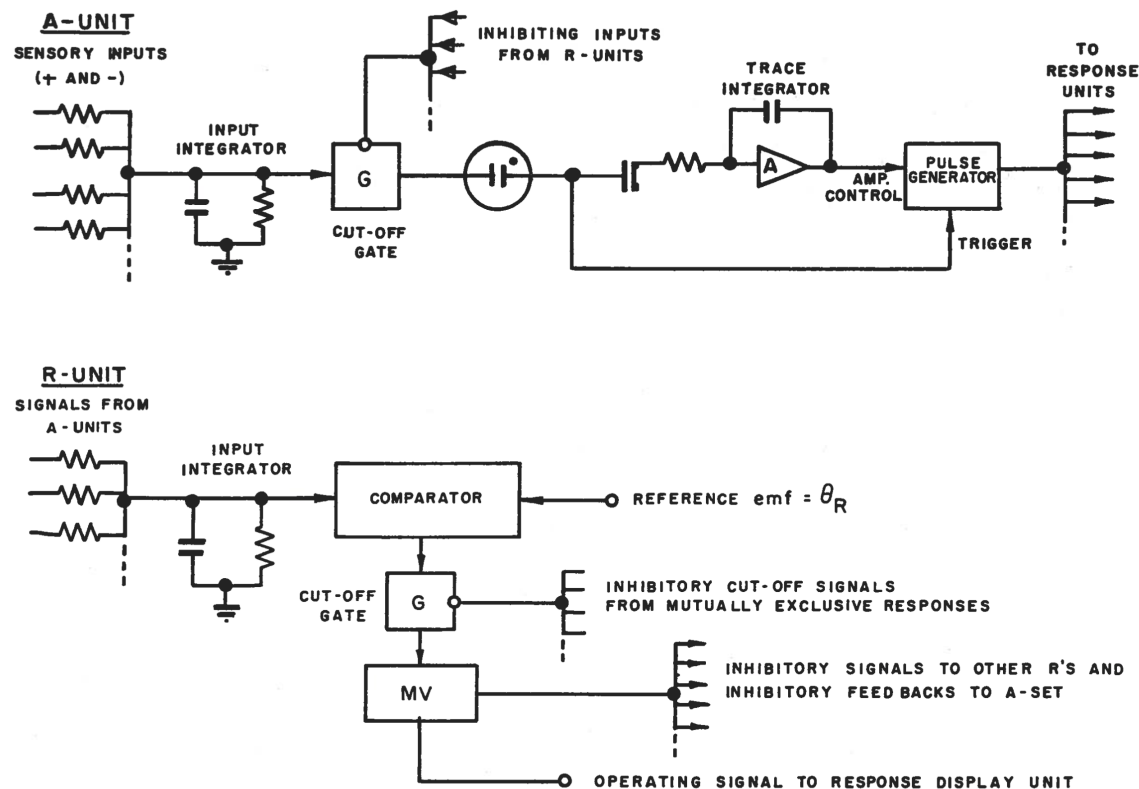 A-UNIT
SENSORY INPUTS
(+ AND -)
INPUT
INTEGRATOR
G
CUT-OFF
GATE
INHIBITING INPUTS
FROM R-UNITS
TRACE
INTEGRATOR
A
AMP.
CONTROL
PULSE
GENERATOR
TRIGGER
TO
RESPONSE
UNITS
R-UNIT
SIGNALS FROM
A-UNITS
INPUT
INTEGRATOR
COMPARATOR
REFERENCE emf = θR
CUT-OFF
GATE
G
INHIBITORY CUT-OFF SIGNALS
FROM MUTUALLY EXCLUSIVE RESPONSES
MV
INHIBITORY SIGNALS TO OTHER R'S AND
INHIBITORY FEEDBACKS TO A-SET
OPERATING SIGNAL TO RESPONSE DISPLAY UNIT